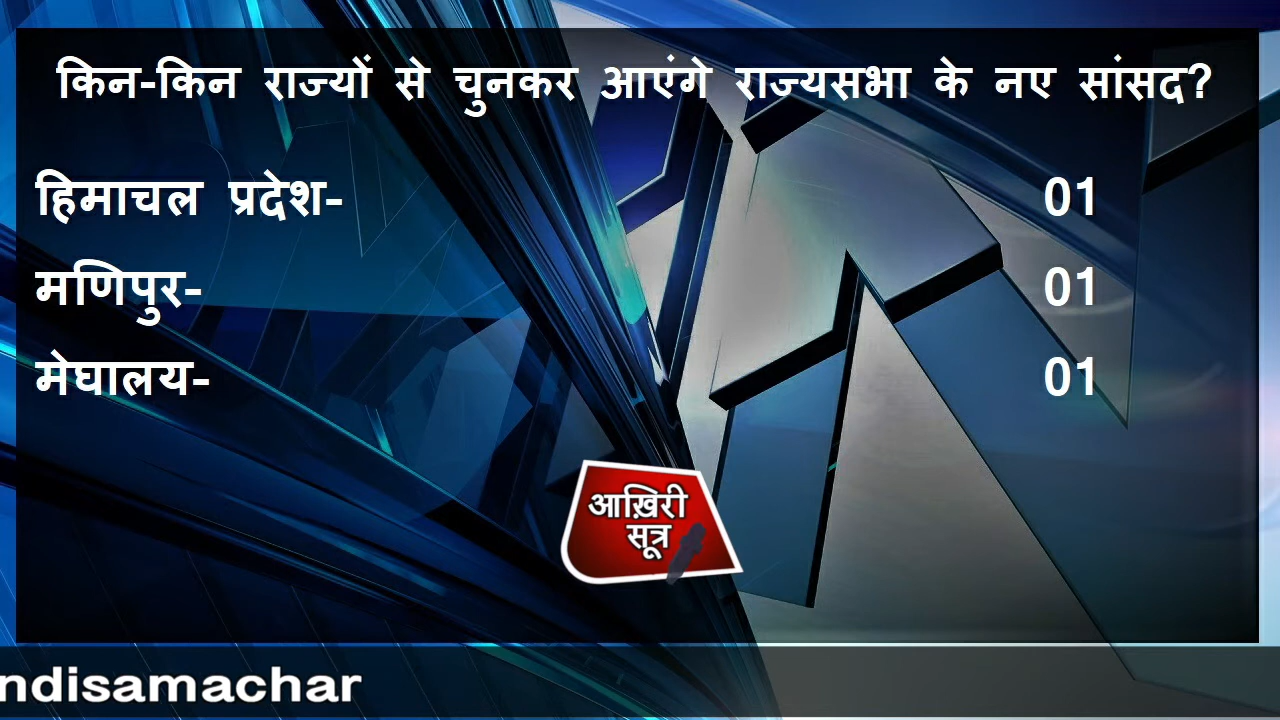 किन-किन राज्यों से चुनकर आएंगे राज्यसभा के नए सांसद?
हिमाचल प्रदेश- 01
मणिपुर- 01
मेघालय- 01
आख़िरी
सूत्र
ndisamachar